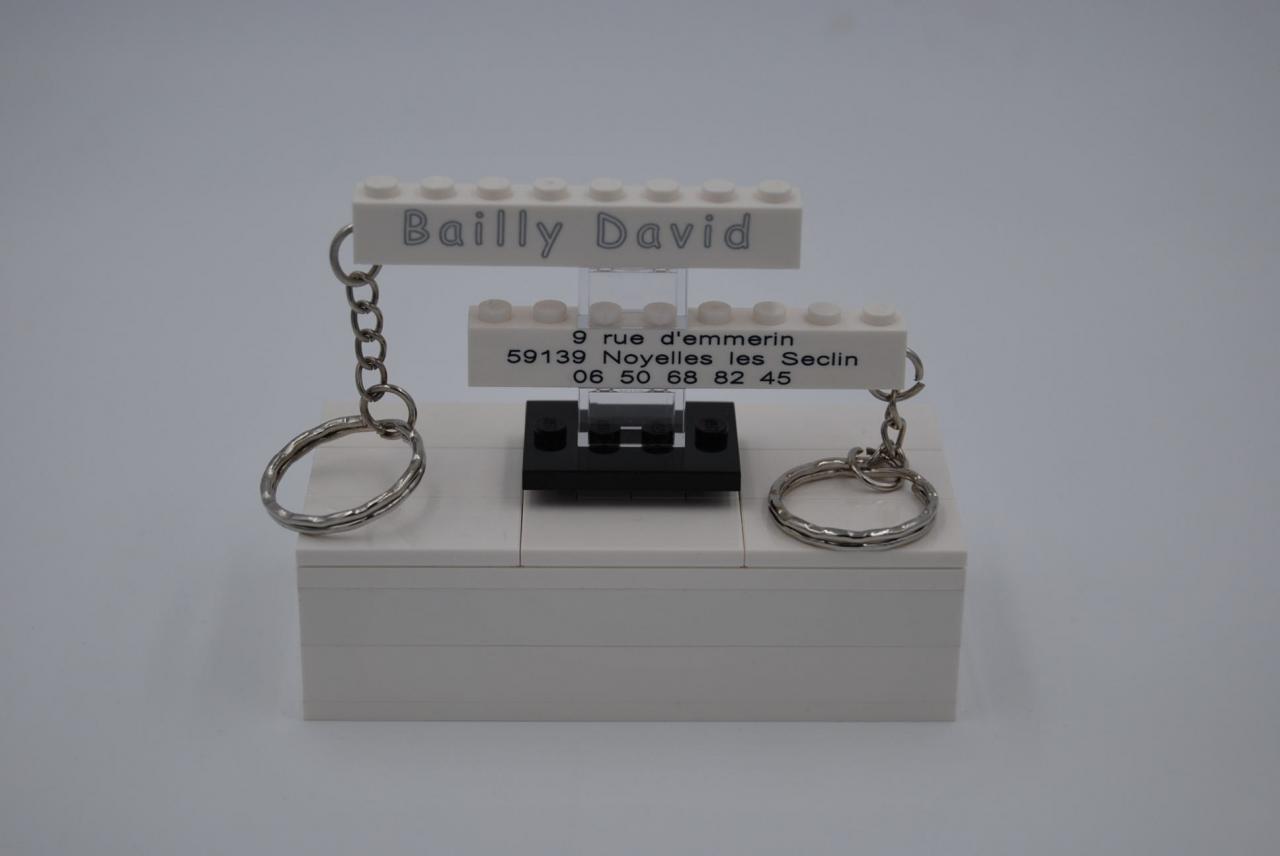 Bailly David
9 rue d'emmerin
59139 Noyelles les Seclin
06 50 68 82 45